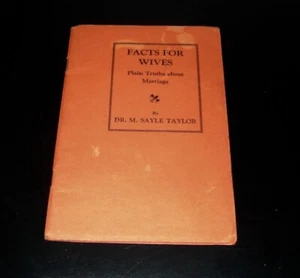 FACTS FOR
WIVES
Plain Truths about
Marriage
By
DR. M. SAYLE TAYLOR